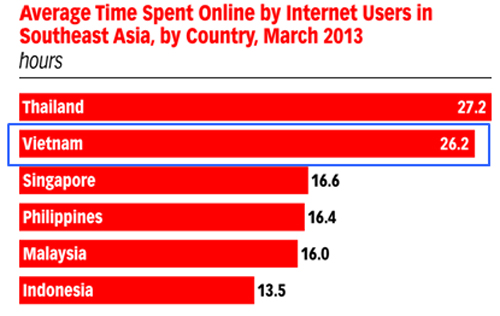 Average Time Spent Online by Internet Users in
Southeast Asia, by Country, March 2013
hours
Thailand 27.2
Vietnam 26.2
Singapore 16.6
Philippines 16.4
Malaysia 16.0
Indonesia 13.5